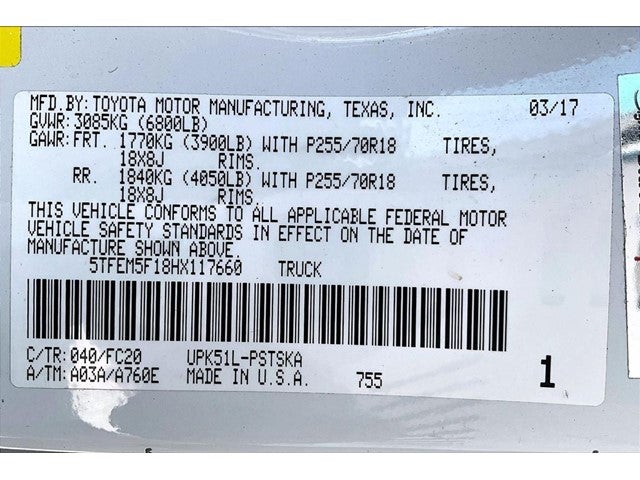 MFD.BY:TOYOTA MOTOR MANUFACTURING, TEXAS, INC. 03/17
GVWR:3085KG (6800LB)
GAWR:FRT. 1770KG (3900LB) WITH P255/70R18 TIRES,
18X8J RIMS.
RR. 1840KG (4050LB) WITH P255/70R18 TIRES,
18X8J RIMS.
THIS VEHICLE CONFORMS TO ALL APPLICABLE FEDERAL MOTOR
VEHICLE SAFETY STANDARDS IN EFFECT ON THE DATE OF
MANUFACTURE SHOWN ABOVE.
5TFEM5F18HX117660 TRUCK
C/TR:040/FC20 UPK51L-PSTSKA
A/TM:A03A/A760E MADE IN U.S.A. 755 1